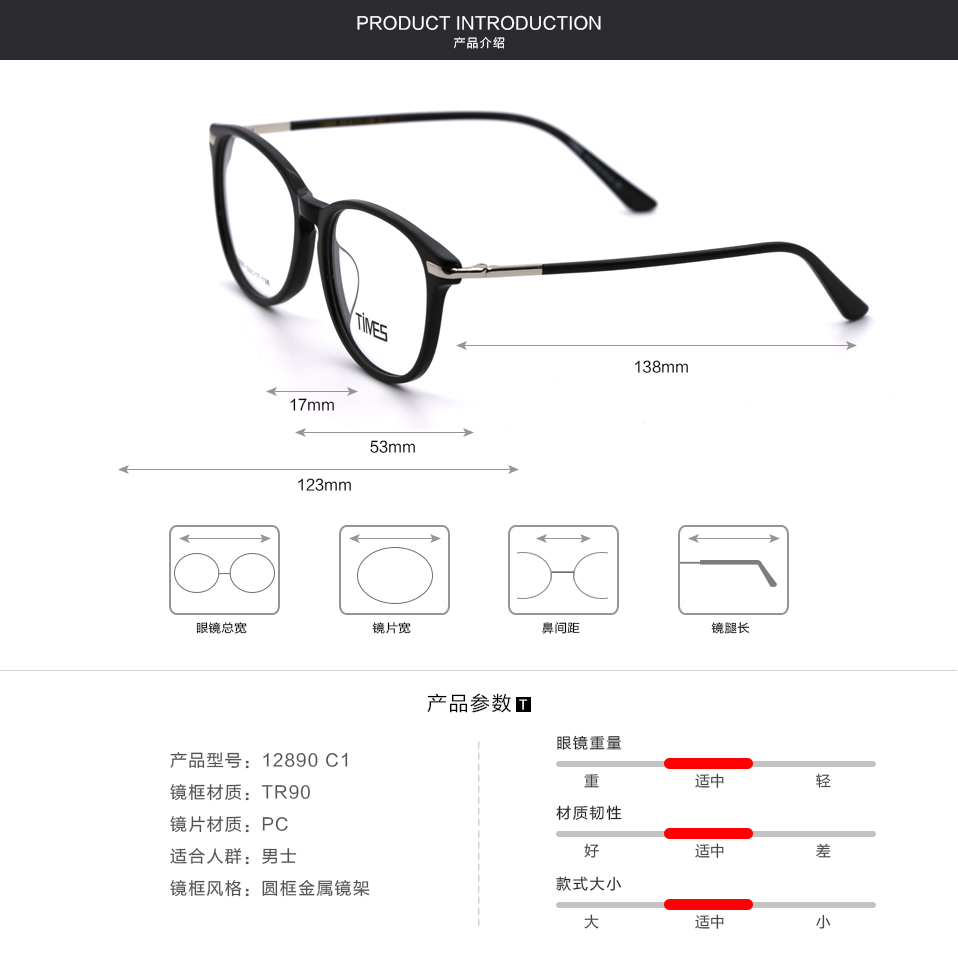 PRODUCT INTRODUCTION
产品介绍
TIMES
138mm
17mm
53mm
123mm
眼镜总宽
镜片宽
鼻间距
镜腿长
产品参数 T
产品型号：12890 C1
镜框材质：TR90
镜片材质：PC
适合人群：男士
镜框风格：圆框金属镜架
眼镜重量
重 适中 轻
材质韧性
好 适中 差
款式大小
大 适中 小